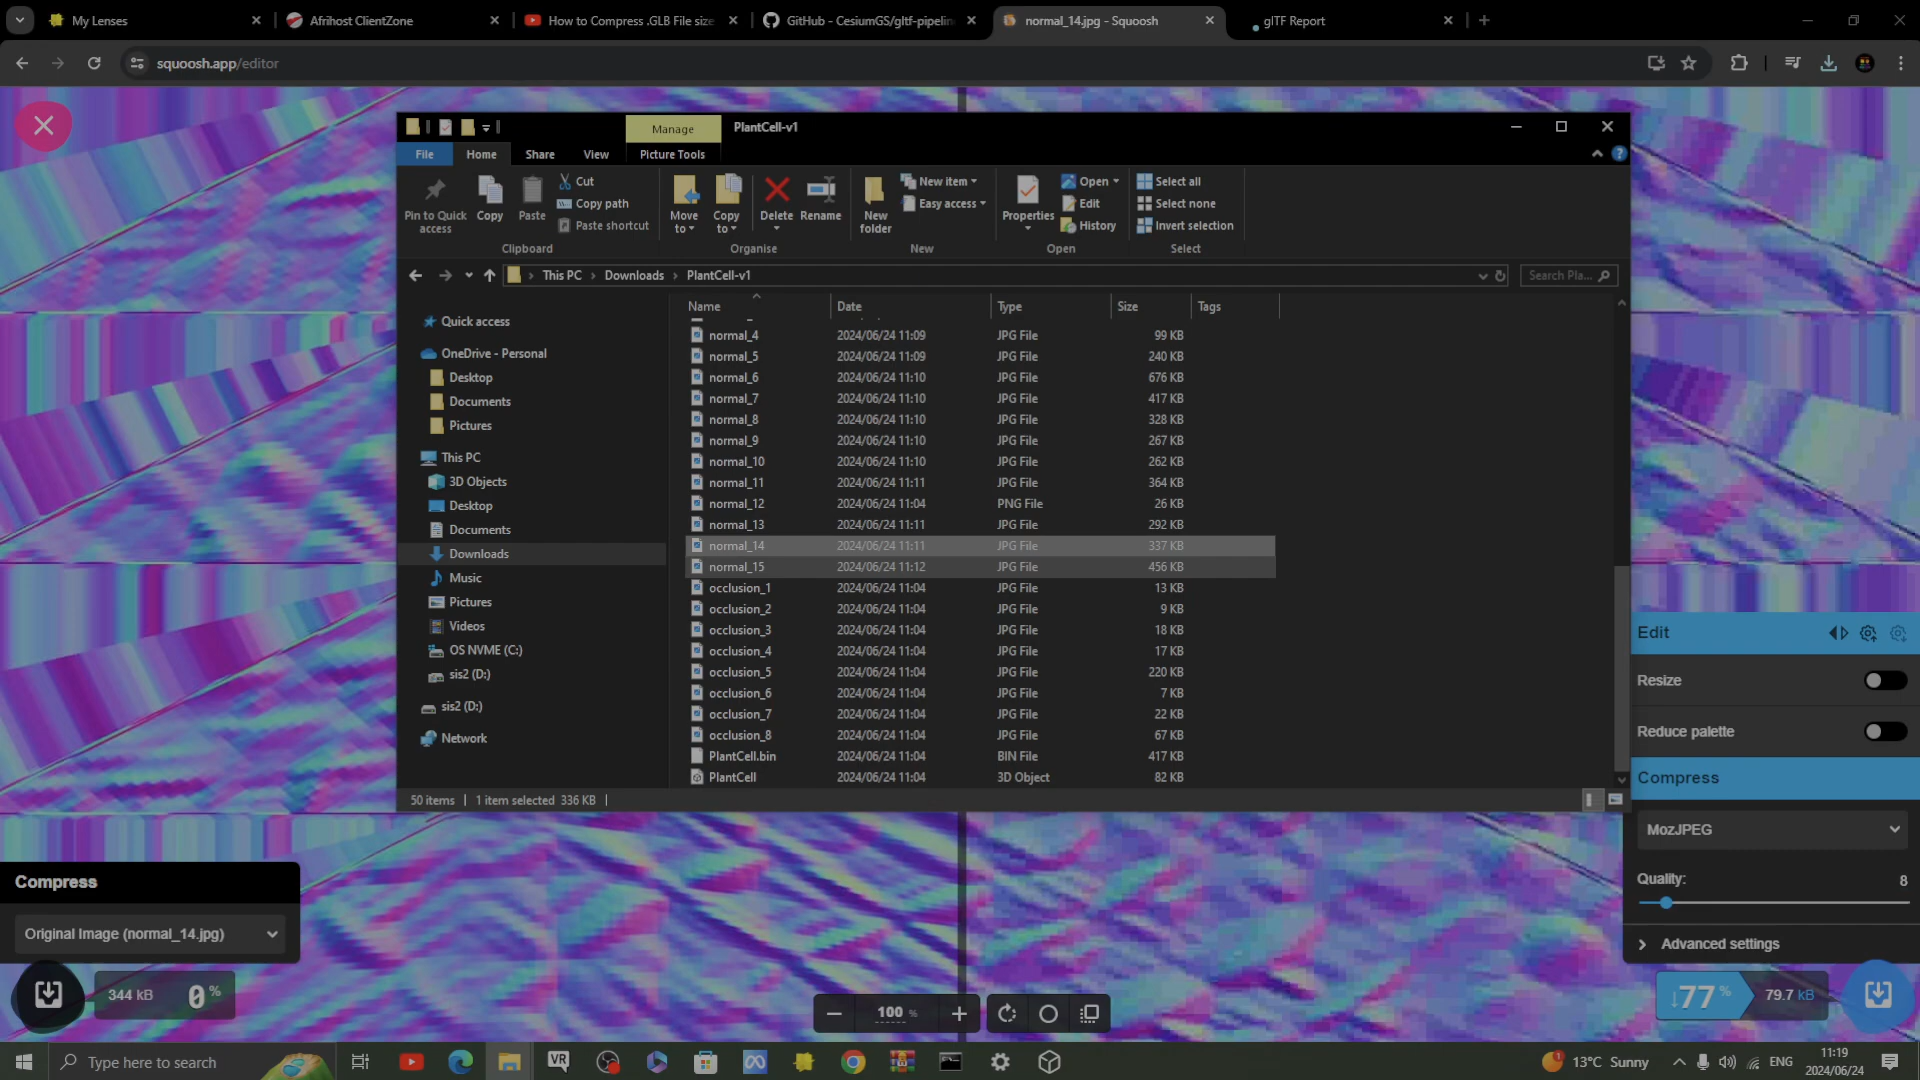 My Lenses
Afrihost ClientZone
How to Compress .GLB File size
GitHub - CesiumGS/gltf-pipelin
normal_14.jpg - Squoosh
glTF Report
squoosh.app/editor
Manage
PlantCell-v1
File
Home
Share
View
Picture Tools
Pin to Quick access
Copy
Paste
Cut
Copy path
Paste shortcut
Move to
Copy to
Delete
Rename
New folder
New item
Easy access
Properties
Open
Edit
History
Select all
Select none
Invert selection
Clipboard
Organise
New
Open
Select
This PC
Downloads
PlantCell-v1
Search Pla...
Name
Date
Type
Size
Tags
Quick access
OneDrive - Personal
Desktop
Documents
Pictures
This PC
3D Objects
Desktop
Documents
Downloads
Music
Pictures
Videos
OS NVME (C:)
sis2 (D:)
sis2 (D:)
Network
normal_4 2024/06/24 11:09 JPG File 99 KB
normal_5 2024/06/24 11:09 JPG File 240 KB
normal_6 2024/06/24 11:10 JPG File 676 KB
normal_7 2024/06/24 11:10 JPG File 417 KB
normal_8 2024/06/24 11:10 JPG File 328 KB
normal_9 2024/06/24 11:10 JPG File 267 KB
normal_10 2024/06/24 11:10 JPG File 262 KB
normal_11 2024/06/24 11:11 JPG File 364 KB
normal_12 2024/06/24 11:04 PNG File 26 KB
normal_13 2024/06/24 11:11 JPG File 292 KB
normal_14 2024/06/24 11:11 JPG File 337 KB
normal_15 2024/06/24 11:12 JPG File 456 KB
occlusion_1 2024/06/24 11:04 JPG File 13 KB
occlusion_2 2024/06/24 11:04 JPG File 9 KB
occlusion_3 2024/06/24 11:04 JPG File 18 KB
occlusion_4 2024/06/24 11:04 JPG File 17 KB
occlusion_5 2024/06/24 11:04 JPG File 220 KB
occlusion_6 2024/06/24 11:04 JPG File 7 KB
occlusion_7 2024/06/24 11:04 JPG File 22 KB
occlusion_8 2024/06/24 11:04 JPG File 67 KB
PlantCell.bin 2024/06/24 11:04 BIN File 417 KB
PlantCell 2024/06/24 11:04 3D Object 82 KB
50 items
1 item selected 336 KB
Edit
Resize
Reduce palette
Compress
MozJPEG
Quality: 8
Advanced settings
↓77 %
79.7 kB
Compress
Original Image (normal_14.jpg)
344 kB
0 %
100 %
Type here to search
VR
1
13°C Sunny
ENG
11:19
2024/06/24